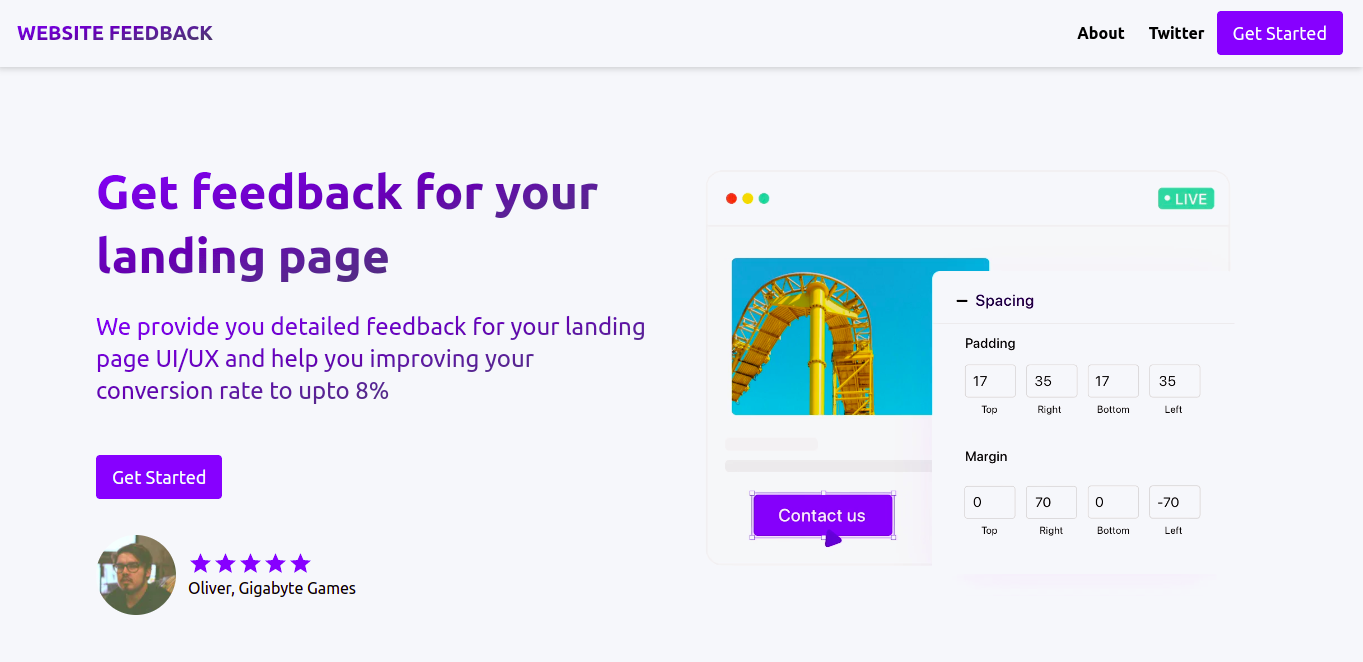 WEBSITE FEEDBACK
About Twitter Get Started
Get feedback for your
landing page
We provide you detailed feedback for your landing
page UI/UX and help you improving your
conversion rate to upto 8%
Get Started
Oliver, Gigabyte Games
LIVE
Spacing
Padding
17 35 17 35
Top Right Bottom Left
Margin
0 70 0 -70
Top Right Bottom Left
Contact us